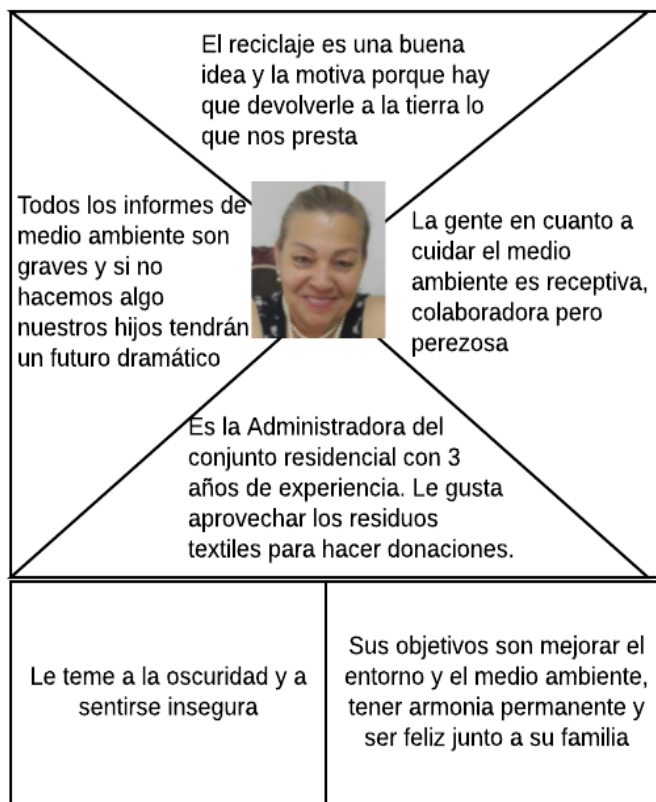 El reciclaje es una buena
idea y la motiva porque hay
que devolverle a la tierra lo
que nos presta
Todos los informes de
medio ambiente son
graves y si no
hacemos algo
nuestros hijos tendrán
un futuro dramático
La gente en cuanto a
cuidar el medio
ambiente es receptiva,
colaboradora pero
perezosa
Es la Administradora del
conjunto residencial con 3
años de experiencia. Le gusta
aprovechar los residuos
textiles para hacer donaciones.
Le teme a la oscuridad y a
sentirse insegura
Sus objetivos son mejorar el
entorno y el medio ambiente,
tener armonia permanente y
ser feliz junto a su familia